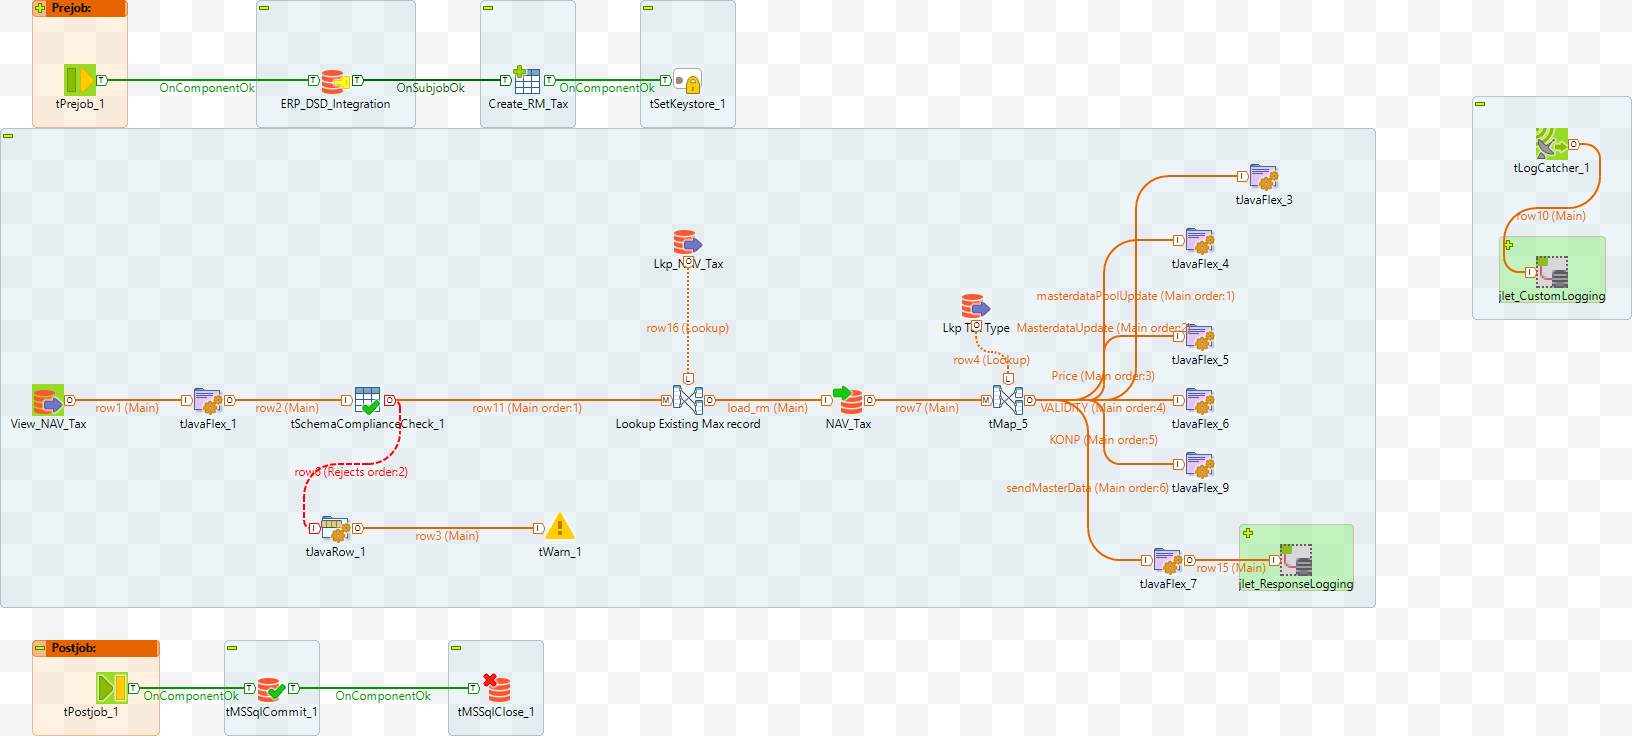 Prejob:
OnComponentOk
OnSubjobOk
OnComponentOk
tPrejob_1
ERP_DSD_Integration
Create_RM_Tax
tSetKeystore_1
tLogCatcher_1
row10 (Main)
jlet_CustomLogging
tJavaFlex_3
Lkp_NAV_Tax
tJavaFlex_4
masterdataPoolUpdate (Main order:1)
row16 (Lookup)
Lkp Tax Type
MasterdataUpdate (Main order:2)
row4 (Lookup)
tJavaFlex_5
Price (Main order:3)
row1 (Main)
row2 (Main)
row11 (Main order:1)
load_rm (Main)
row7 (Main)
VALIDITY (Main order:4)
View_NAV_Tax
tJavaFlex_1
tSchemaComplianceCheck_1
Lookup Existing Max record
NAV_Tax
tMap_5
tJavaFlex_6
KONP (Main order:5)
row6 (Rejects order:2)
sendMasterData (Main order:6)
tJavaFlex_9
row3 (Main)
tJavaRow_1
tWarn_1
row15 (Main)
tJavaFlex_7
jlet_ResponseLogging
Postjob:
OnComponentOk
OnComponentOk
tPostjob_1
tMSSqlCommit_1
tMSSqlClose_1